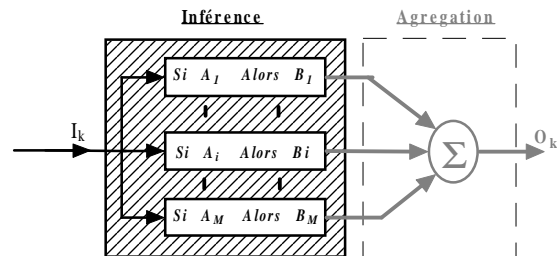 Inférence Agregation
Si A1 Alors B1
Ik
Si Ai Alors Bi
Σ
Ok
Si AM Alors BM